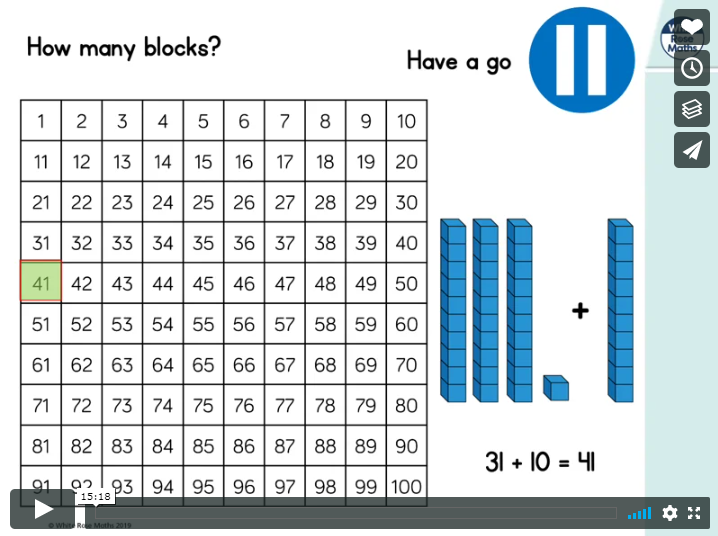 How many blocks?
Have a go
White
Rose
Maths
1 2 3 4 5 6 7 8 9 10
11 12 13 14 15 16 17 18 19 20
21 22 23 24 25 26 27 28 29 30
31 32 33 34 35 36 37 38 39 40
41 42 43 44 45 46 47 48 49 50
51 52 53 54 55 56 57 58 59 60
61 62 63 64 65 66 67 68 69 70
71 72 73 74 75 76 77 78 79 80
81 82 83 84 85 86 87 88 89 90
91 92 93 94 95 96 97 98 99 100
+
31 + 10 = 41
15:18
© White Rose Maths 2019